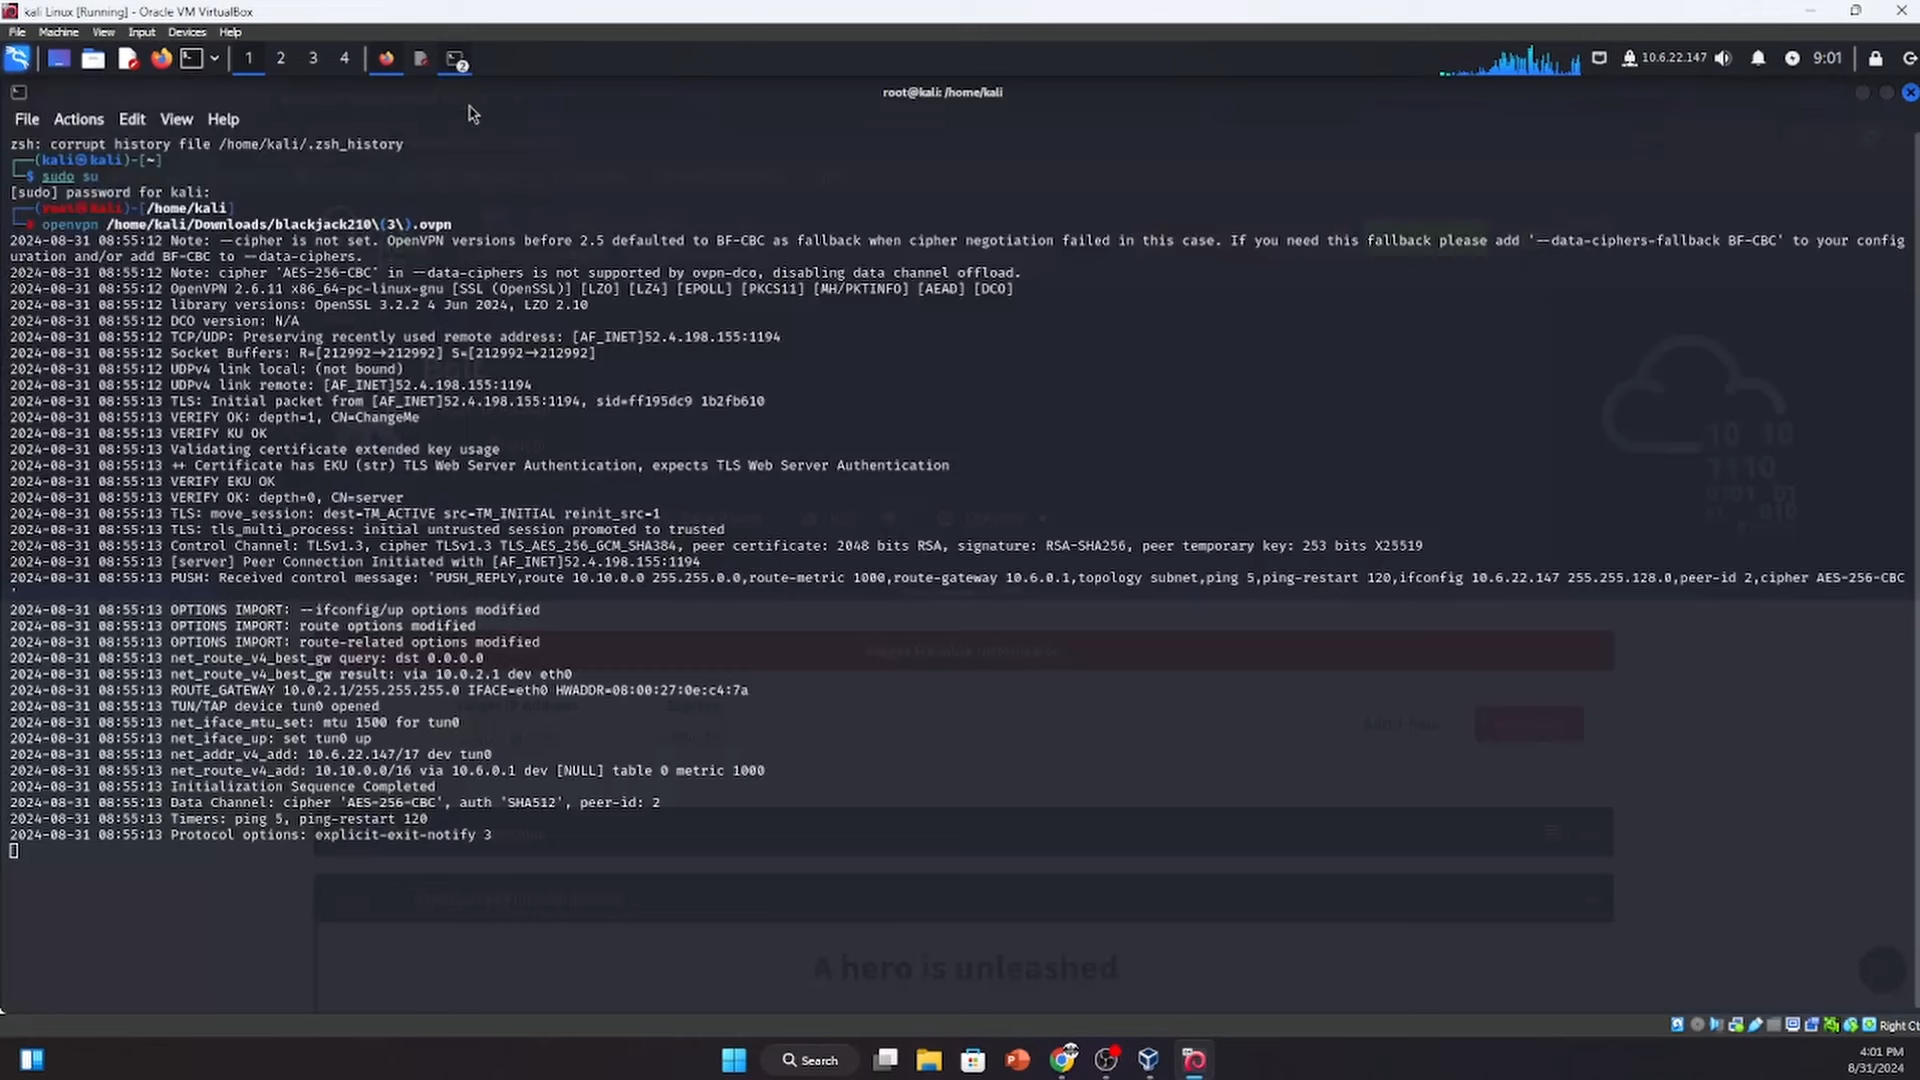 kali Linux [Running] - Oracle VM VirtualBox
File Machine View Input Devices Help
1 2 3 4 2 10.6.22.147 9:01
root@kali: /home/kali
File Actions Edit View Help
zsh: corrupt history file /home/kali/.zsh_history
(kali㉿kali)-[~]
$ sudo su
[sudo] password for kali:
(root㉿kali)-[/home/kali]
openvpn /home/kali/Downloads/blackjack210\(3\).ovpn
2024-08-31 08:55:12 Note: --cipher is not set. OpenVPN versions before 2.5 defaulted to BF-CBC as fallback when cipher negotiation failed in this case. If you need this fallback please add '--data-ciphers-fallback BF-CBC' to your config
uration and/or add BF-CBC to --data-ciphers.
2024-08-31 08:55:12 Note: cipher 'AES-256-CBC' in --data-ciphers is not supported by ovpn-dco, disabling data channel offload.
2024-08-31 08:55:12 OpenVPN 2.6.11 x86_64-pc-linux-gnu [SSL (OpenSSL)] [LZO] [LZ4] [EPOLL] [PKCS11] [MH/PKTINFO] [AEAD] [DCO]
2024-08-31 08:55:12 library versions: OpenSSL 3.2.2 4 Jun 2024, LZO 2.10
2024-08-31 08:55:12 DCO version: N/A
2024-08-31 08:55:12 TCP/UDP: Preserving recently used remote address: [AF_INET]52.4.198.155:1194
2024-08-31 08:55:12 Socket Buffers: R=[212992→212992] S=[212992→212992]
2024-08-31 08:55:12 UDPv4 link local: (not bound)
2024-08-31 08:55:12 UDPv4 link remote: [AF_INET]52.4.198.155:1194
2024-08-31 08:55:13 TLS: Initial packet from [AF_INET]52.4.198.155:1194, sid=ff195dc9 1b2fb610
2024-08-31 08:55:13 VERIFY OK: depth=1, CN=ChangeMe
2024-08-31 08:55:13 VERIFY KU OK
2024-08-31 08:55:13 Validating certificate extended key usage
2024-08-31 08:55:13 ++ Certificate has EKU (str) TLS Web Server Authentication, expects TLS Web Server Authentication
2024-08-31 08:55:13 VERIFY EKU OK
2024-08-31 08:55:13 VERIFY OK: depth=0, CN=server
2024-08-31 08:55:13 TLS: move_session: dest=TM_ACTIVE src=TM_INITIAL reinit_src=1
2024-08-31 08:55:13 TLS: tls_multi_process: initial untrusted session promoted to trusted
2024-08-31 08:55:13 Control Channel: TLSv1.3, cipher TLSv1.3 TLS_AES_256_GCM_SHA384, peer certificate: 2048 bits RSA, signature: RSA-SHA256, peer temporary key: 253 bits X25519
2024-08-31 08:55:13 [server] Peer Connection Initiated with [AF_INET]52.4.198.155:1194
2024-08-31 08:55:13 PUSH: Received control message: 'PUSH_REPLY,route 10.10.0.0 255.255.0.0,route-metric 1000,route-gateway 10.6.0.1,topology subnet,ping 5,ping-restart 120,ifconfig 10.6.22.147 255.255.128.0,peer-id 2,cipher AES-256-CBC
'
2024-08-31 08:55:13 OPTIONS IMPORT: --ifconfig/up options modified
2024-08-31 08:55:13 OPTIONS IMPORT: route options modified
2024-08-31 08:55:13 OPTIONS IMPORT: route-related options modified
2024-08-31 08:55:13 net_route_v4_best_gw query: dst 0.0.0.0
2024-08-31 08:55:13 net_route_v4_best_gw result: via 10.0.2.1 dev eth0
2024-08-31 08:55:13 ROUTE_GATEWAY 10.0.2.1/255.255.255.0 IFACE=eth0 HWADDR=08:00:27:0e:c4:7a
2024-08-31 08:55:13 TUN/TAP device tun0 opened
2024-08-31 08:55:13 net_iface_mtu_set: mtu 1500 for tun0
2024-08-31 08:55:13 net_iface_up: set tun0 up
2024-08-31 08:55:13 net_addr_v4_add: 10.6.22.147/17 dev tun0
2024-08-31 08:55:13 net_route_v4_add: 10.10.0.0/16 via 10.6.0.1 dev [NULL] table 0 metric 1000
2024-08-31 08:55:13 Initialization Sequence Completed
2024-08-31 08:55:13 Data Channel: cipher 'AES-256-CBC', auth 'SHA512', peer-id: 2
2024-08-31 08:55:13 Timers: ping 5, ping-restart 120
2024-08-31 08:55:13 Protocol options: explicit-exit-notify 3
A hero is unleashed
Right Ct
Search
4:01 PM
8/31/2024